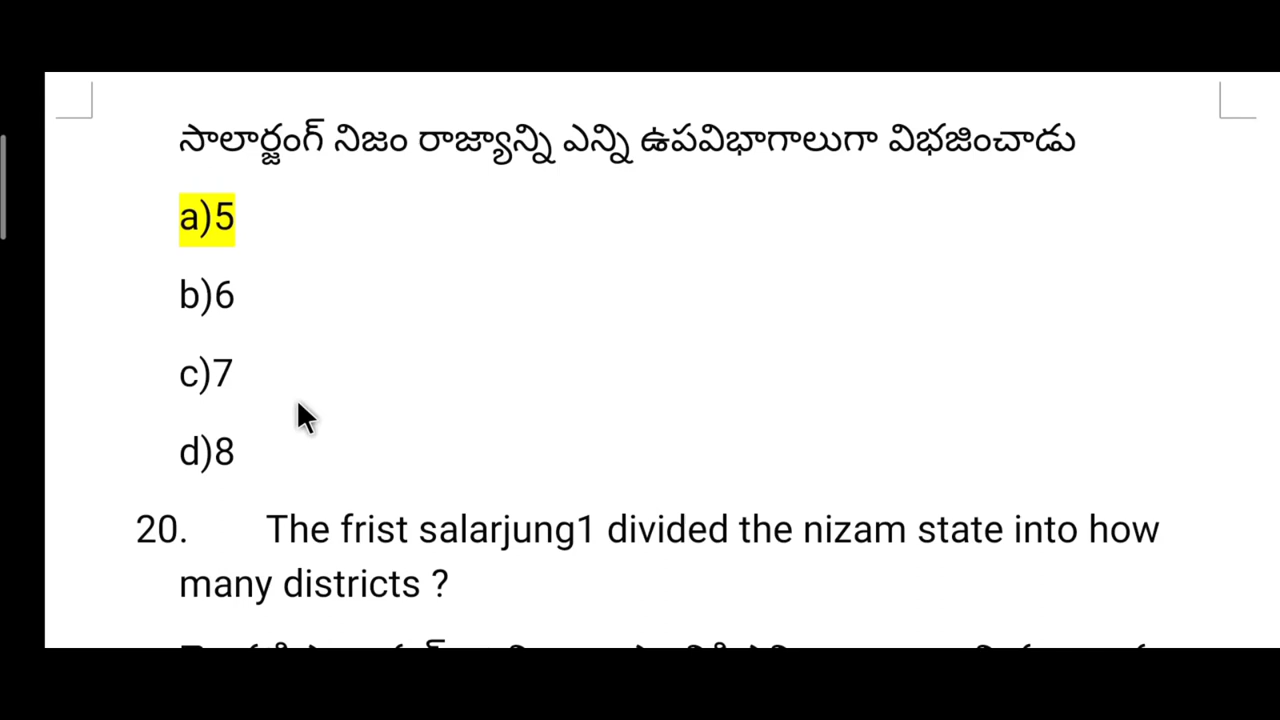 సాలార్జంగ్ నిజం రాజ్యాన్ని ఎన్ని ఉపవిభాగాలుగా విభజించాడు
a)5
b)6
c)7
d)8
20. The frist salarjung1 divided the nizam state into how
many districts ?